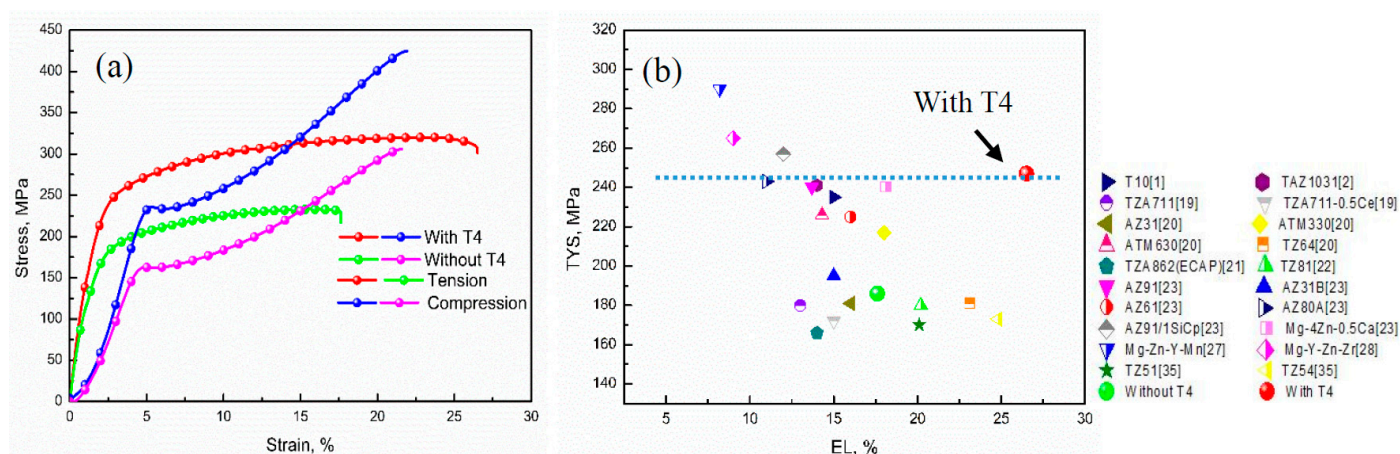 (a)
450
400
350
300
250
200
150
100
50
0
Stress, MPa
With T4
Without T4
Tension
Compression
0 5 10 15 20 25 30
Strain, %
(b)
With T4
320
300
280
260
240
220
200
180
160
140
TYS, MPa
5 10 15 20 25 30
EL, %
T10[1] TAZ1031[2]
TZA711[19] TZA711-0.5Ce[19]
AZ31[20] ATM330[20]
ATM630[20] TZ64[20]
TZA862(ECAP)[21] TZ81[22]
AZ91[23] AZ31B[23]
AZ61[23] AZ80A[23]
AZ91/1SiCp[23] Mg-4Zn-0.5Ca[23]
Mg-Zn-Y-Mn[27] Mg-Y-Zn-Zr[28]
TZ51[35] TZ54[35]
Without T4 With T4